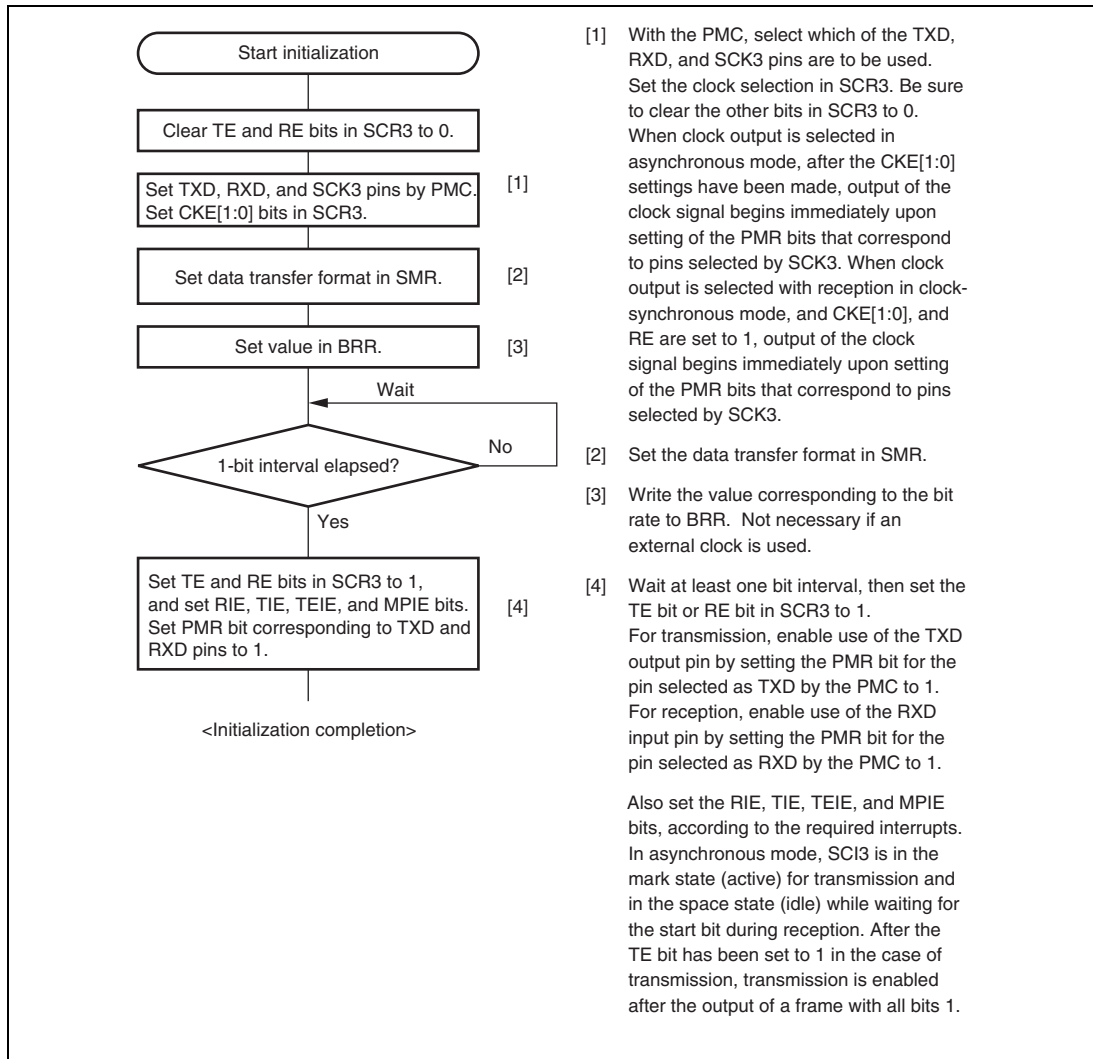 Start initialization
Clear TE and RE bits in SCR3 to 0.
Set TXD, RXD, and SCK3 pins by PMC.
Set CKE[1:0] bits in SCR3.
[1]
Set data transfer format in SMR.
[2]
Set value in BRR.
[3]
Wait
1-bit interval elapsed?
No
Yes
Set TE and RE bits in SCR3 to 1,
and set RIE, TIE, TEIE, and MPIE bits.
Set PMR bit corresponding to TXD and
RXD pins to 1.
[4]
<Initialization completion>
[1] With the PMC, select which of the TXD,
RXD, and SCK3 pins are to be used.
Set the clock selection in SCR3. Be sure
to clear the other bits in SCR3 to 0.
When clock output is selected in
asynchronous mode, after the CKE[1:0]
settings have been made, output of the
clock signal begins immediately upon
setting of the PMR bits that correspond
to pins selected by SCK3. When clock
output is selected with reception in clock-
synchronous mode, and CKE[1:0], and
RE are set to 1, output of the clock
signal begins immediately upon setting
of the PMR bits that correspond to pins
selected by SCK3.
[2] Set the data transfer format in SMR.
[3] Write the value corresponding to the bit
rate to BRR. Not necessary if an
external clock is used.
[4] Wait at least one bit interval, then set the
TE bit or RE bit in SCR3 to 1.
For transmission, enable use of the TXD
output pin by setting the PMR bit for the
pin selected as TXD by the PMC to 1.
For reception, enable use of the RXD
input pin by setting the PMR bit for the
pin selected as RXD by the PMC to 1.
Also set the RIE, TIE, TEIE, and MPIE
bits, according to the required interrupts.
In asynchronous mode, SCI3 is in the
mark state (active) for transmission and
in the space state (idle) while waiting for
the start bit during reception. After the
TE bit has been set to 1 in the case of
transmission, transmission is enabled
after the output of a frame with all bits 1.